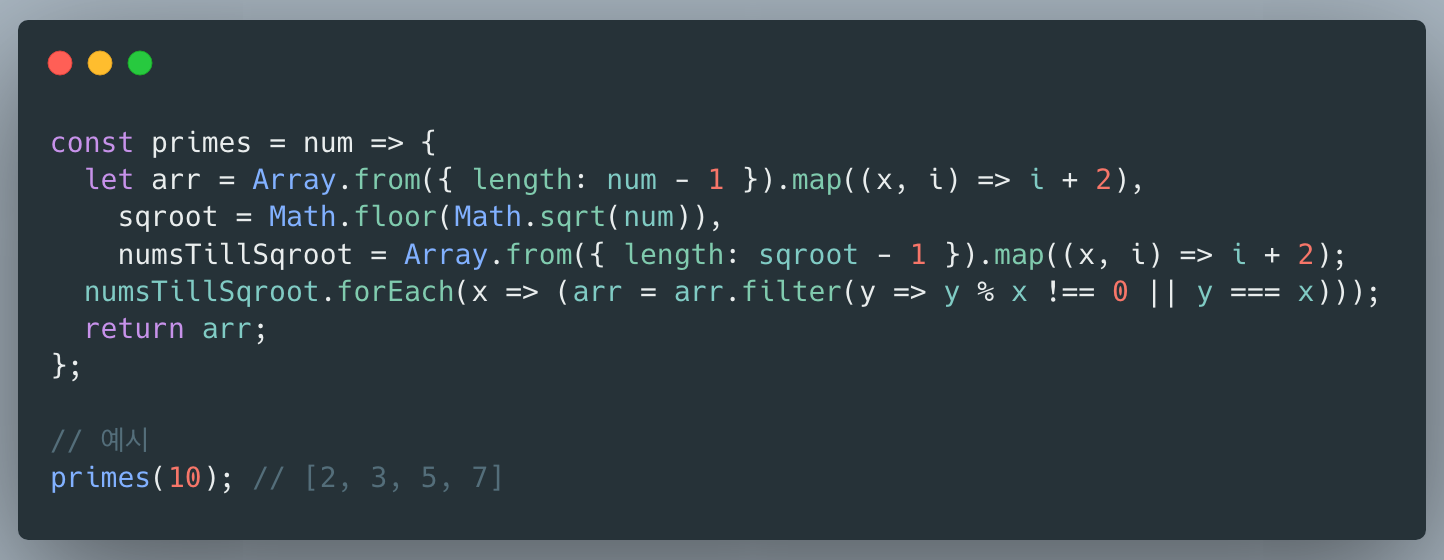 const primes = num => {
  let arr = Array.from({ length: num - 1 }).map((x, i) => i + 2),
    sqroot = Math.floor(Math.sqrt(num)),
    numsTillSqroot = Array.from({ length: sqroot - 1 }).map((x, i) => i + 2);
  numsTillSqroot.forEach(x => (arr = arr.filter(y => y % x !== 0 || y === x)));
  return arr;
};

// 예시
primes(10); // [2, 3, 5, 7]